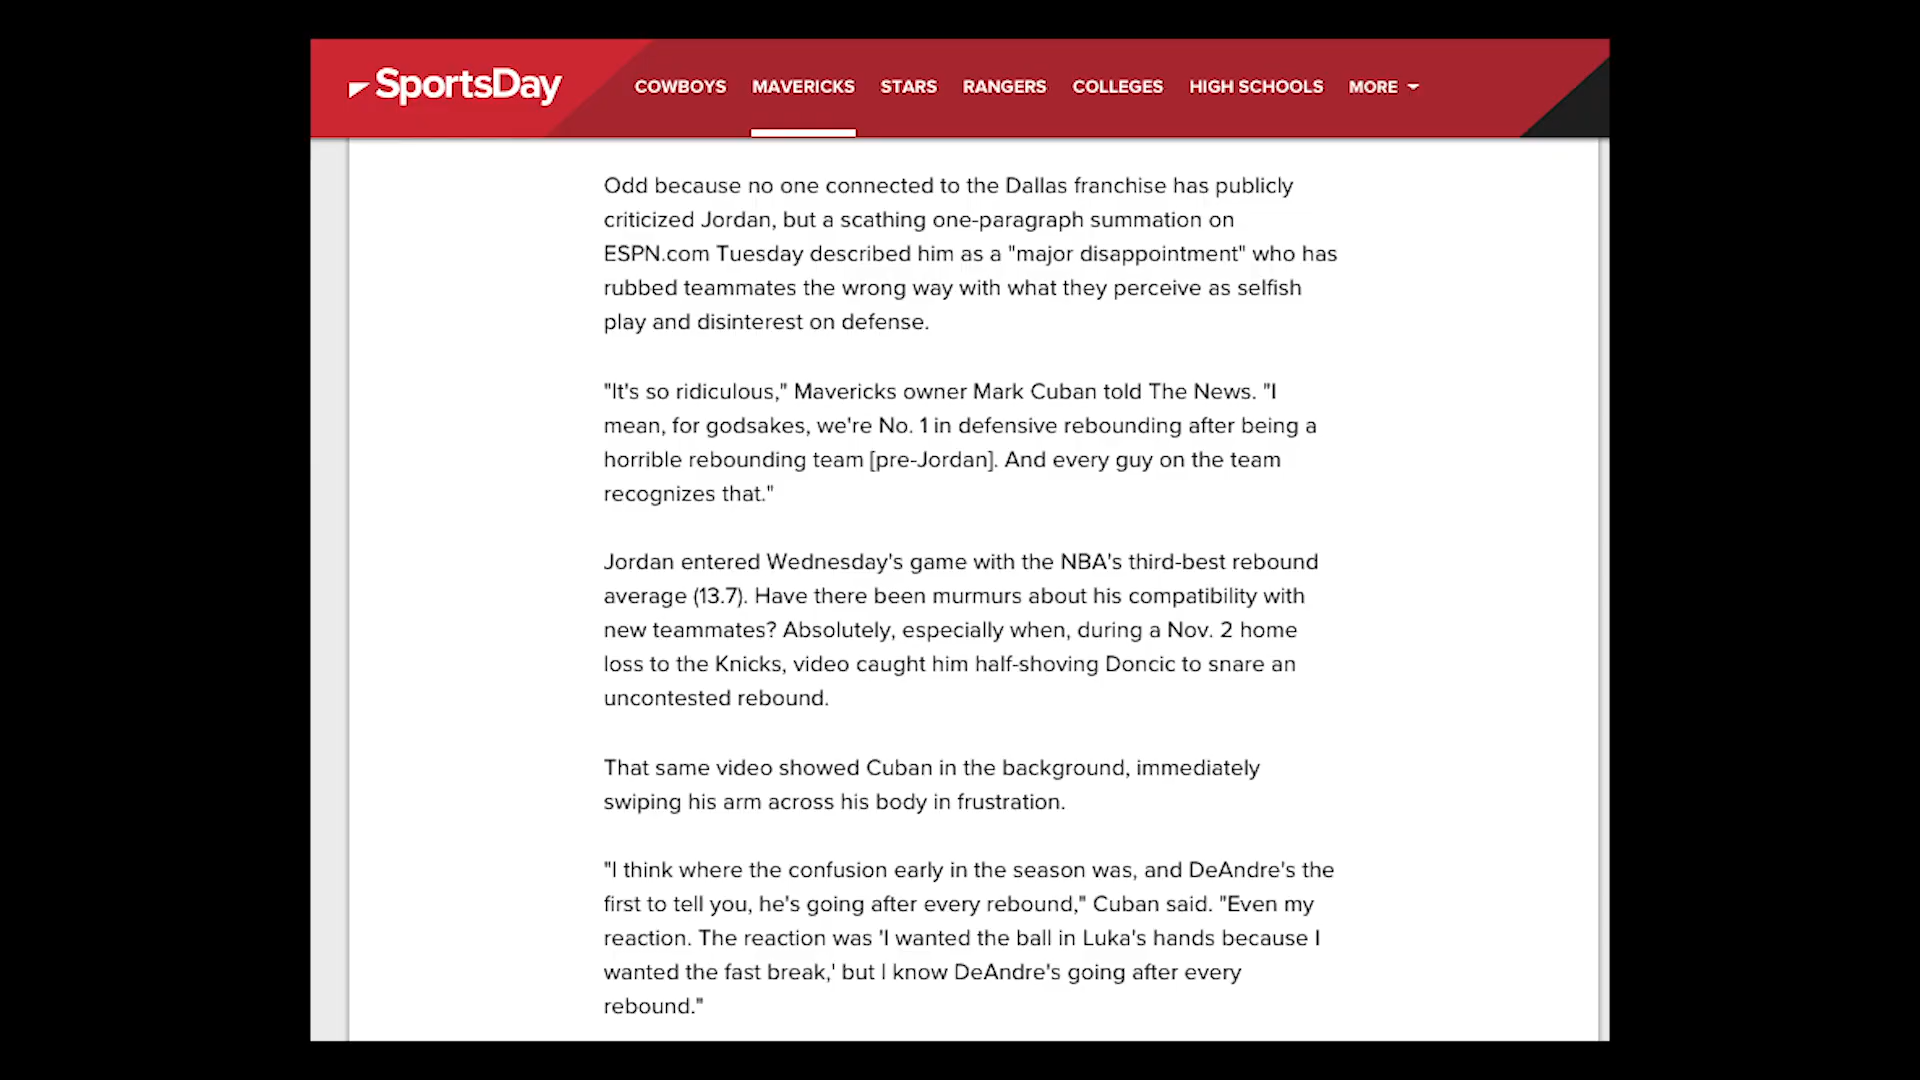 SportsDay COWBOYS MAVERICKS STARS RANGERS COLLEGES HIGH SCHOOLS MORE
Odd because no one connected to the Dallas franchise has publicly
criticized Jordan, but a scathing one-paragraph summation on
ESPN.com Tuesday described him as a "major disappointment" who has
rubbed teammates the wrong way with what they perceive as selfish
play and disinterest on defense.
"It's so ridiculous," Mavericks owner Mark Cuban told The News. "I
mean, for godsakes, we're No. 1 in defensive rebounding after being a
horrible rebounding team [pre-Jordan]. And every guy on the team
recognizes that."
Jordan entered Wednesday's game with the NBA's third-best rebound
average (13.7). Have there been murmurs about his compatibility with
new teammates? Absolutely, especially when, during a Nov. 2 home
loss to the Knicks, video caught him half-shoving Doncic to snare an
uncontested rebound.
That same video showed Cuban in the background, immediately
swiping his arm across his body in frustration.
"I think where the confusion early in the season was, and DeAndre's the
first to tell you, he's going after every rebound," Cuban said. "Even my
reaction. The reaction was 'I wanted the ball in Luka's hands because I
wanted the fast break,' but I know DeAndre's going after every
rebound."